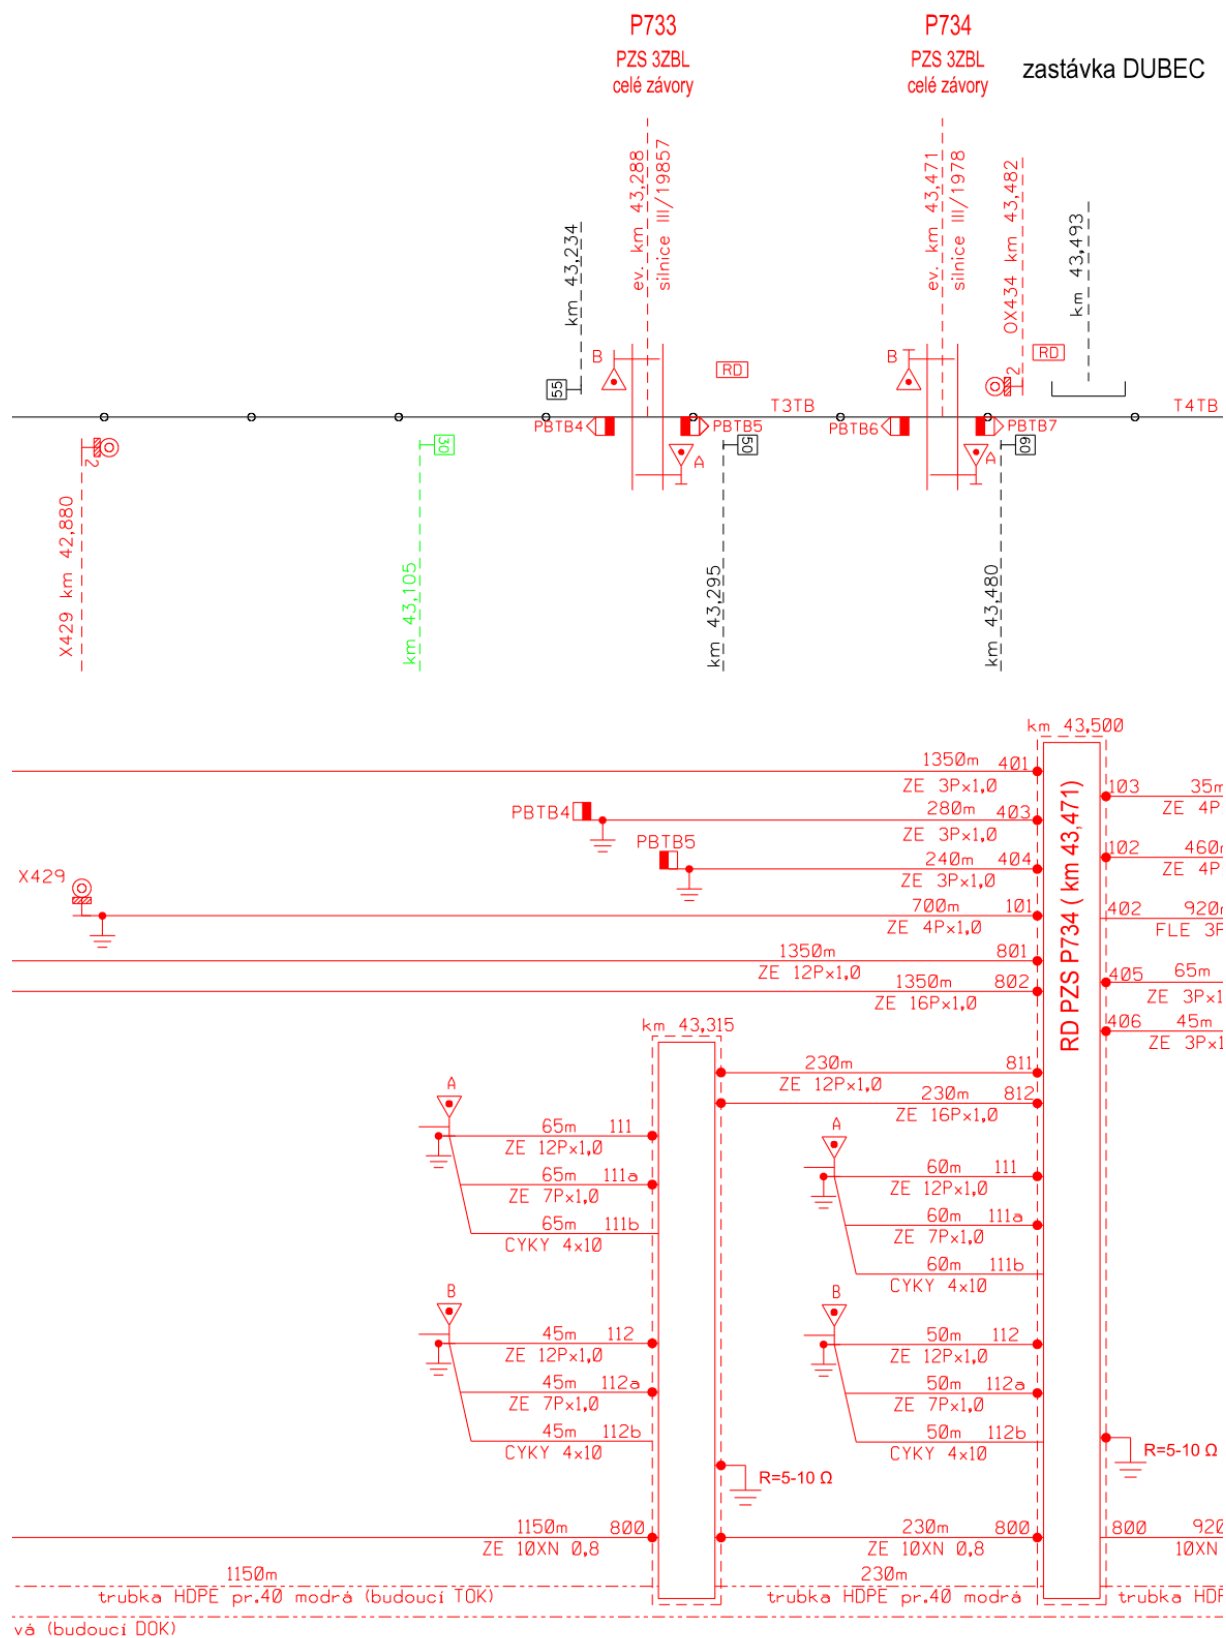 P733
PZS 3ZBL
celé závory
P734
PZS 3ZBL
celé závory
zastávka DUBEC
km 43,234
ev. km 43,288
silnice III/19857
ev. km 43,471
silnice III/1978
OX434 km 43,482
km 43,493
B
RD
B
2
RD
55
T3TB
T4TB
PBTB4
PBTB5
PBTB6
PBTB7
2
30
A
50
A
60
X429 km 42,880
km 43,105
km 43,295
km 43,480
km 43,500
RD PZS P734 ( km 43,471)
1350m 401
ZE 3Px1,0
103 35m
ZE 4P
PBTB4
280m 403
ZE 3Px1,0
PBTB5
240m 404
ZE 3Px1,0
102 460m
ZE 4P
X429
700m 101
ZE 4Px1,0
402 920m
FLE 3P
1350m 801
ZE 12Px1,0
1350m 802
ZE 16Px1,0
405 65m
ZE 3Px1
406 45m
ZE 3Px1
km 43,315
230m 811
ZE 12Px1,0
230m 812
ZE 16Px1,0
A
65m 111
ZE 12Px1,0
65m 111a
ZE 7Px1,0
65m 111b
CYKY 4x10
A
60m 111
ZE 12Px1,0
60m 111a
ZE 7Px1,0
60m 111b
CYKY 4x10
B
45m 112
ZE 12Px1,0
45m 112a
ZE 7Px1,0
45m 112b
CYKY 4x10
B
50m 112
ZE 12Px1,0
50m 112a
ZE 7Px1,0
50m 112b
CYKY 4x10
R=5-10 Ω
R=5-10 Ω
1150m 800
ZE 10XN 0,8
230m 800
ZE 10XN 0,8
800 920
10XN
1150m
trubka HDPE pr.40 modrá (budoucí TOK)
230m
trubka HDPE pr.40 modrá
trubka HDP
vá (budoucí DOK)